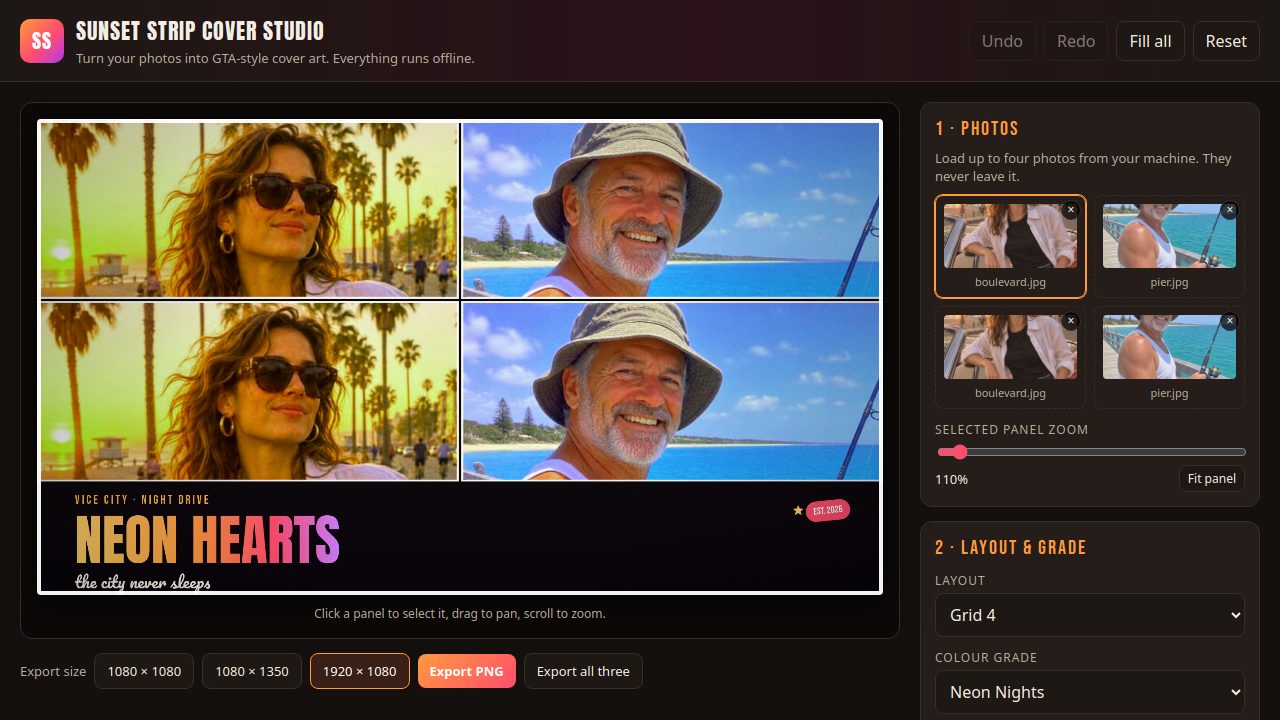 SS
SUNSET STRIP COVER STUDIO
Turn your photos into GTA-style cover art. Everything runs offline.
Undo
Redo
Fill all
Reset
VICE CITY · NIGHT DRIVE
NEON HEARTS
the city never sleeps
EST. 2026
Click a panel to select it, drag to pan, scroll to zoom.
Export size
1080 × 1080
1080 × 1350
1920 × 1080
Export PNG
Export all three
1 · PHOTOS
Load up to four photos from your machine. They
never leave it.
boulevard.jpg
pier.jpg
boulevard.jpg
pier.jpg
SELECTED PANEL ZOOM
110%
Fit panel
2 · LAYOUT & GRADE
LAYOUT
Grid 4
COLOUR GRADE
Neon Nights